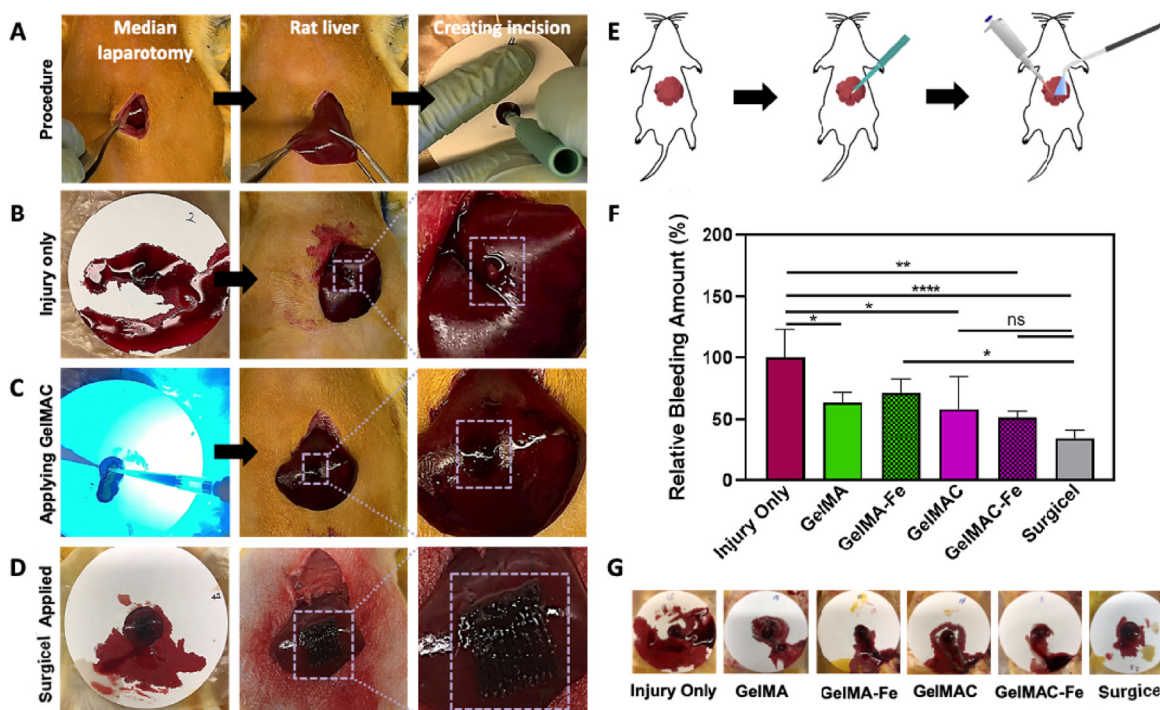 A
Procedure
Median
laparotomy
Rat liver
Creating incision
B
Injury only
2
C
Applying GelMAC
D
Surgicel Applied
E
F
Relative Bleeding Amount (%)
200
150
100
50
0
**
****
*
*
ns
*
Injury Only
GelMA
GelMA-Fe
GelMAC
GelMAC-Fe
Surgicel
G
Injury Only
GelMA
GelMA-Fe
GelMAC
GelMAC-Fe
Surgicel